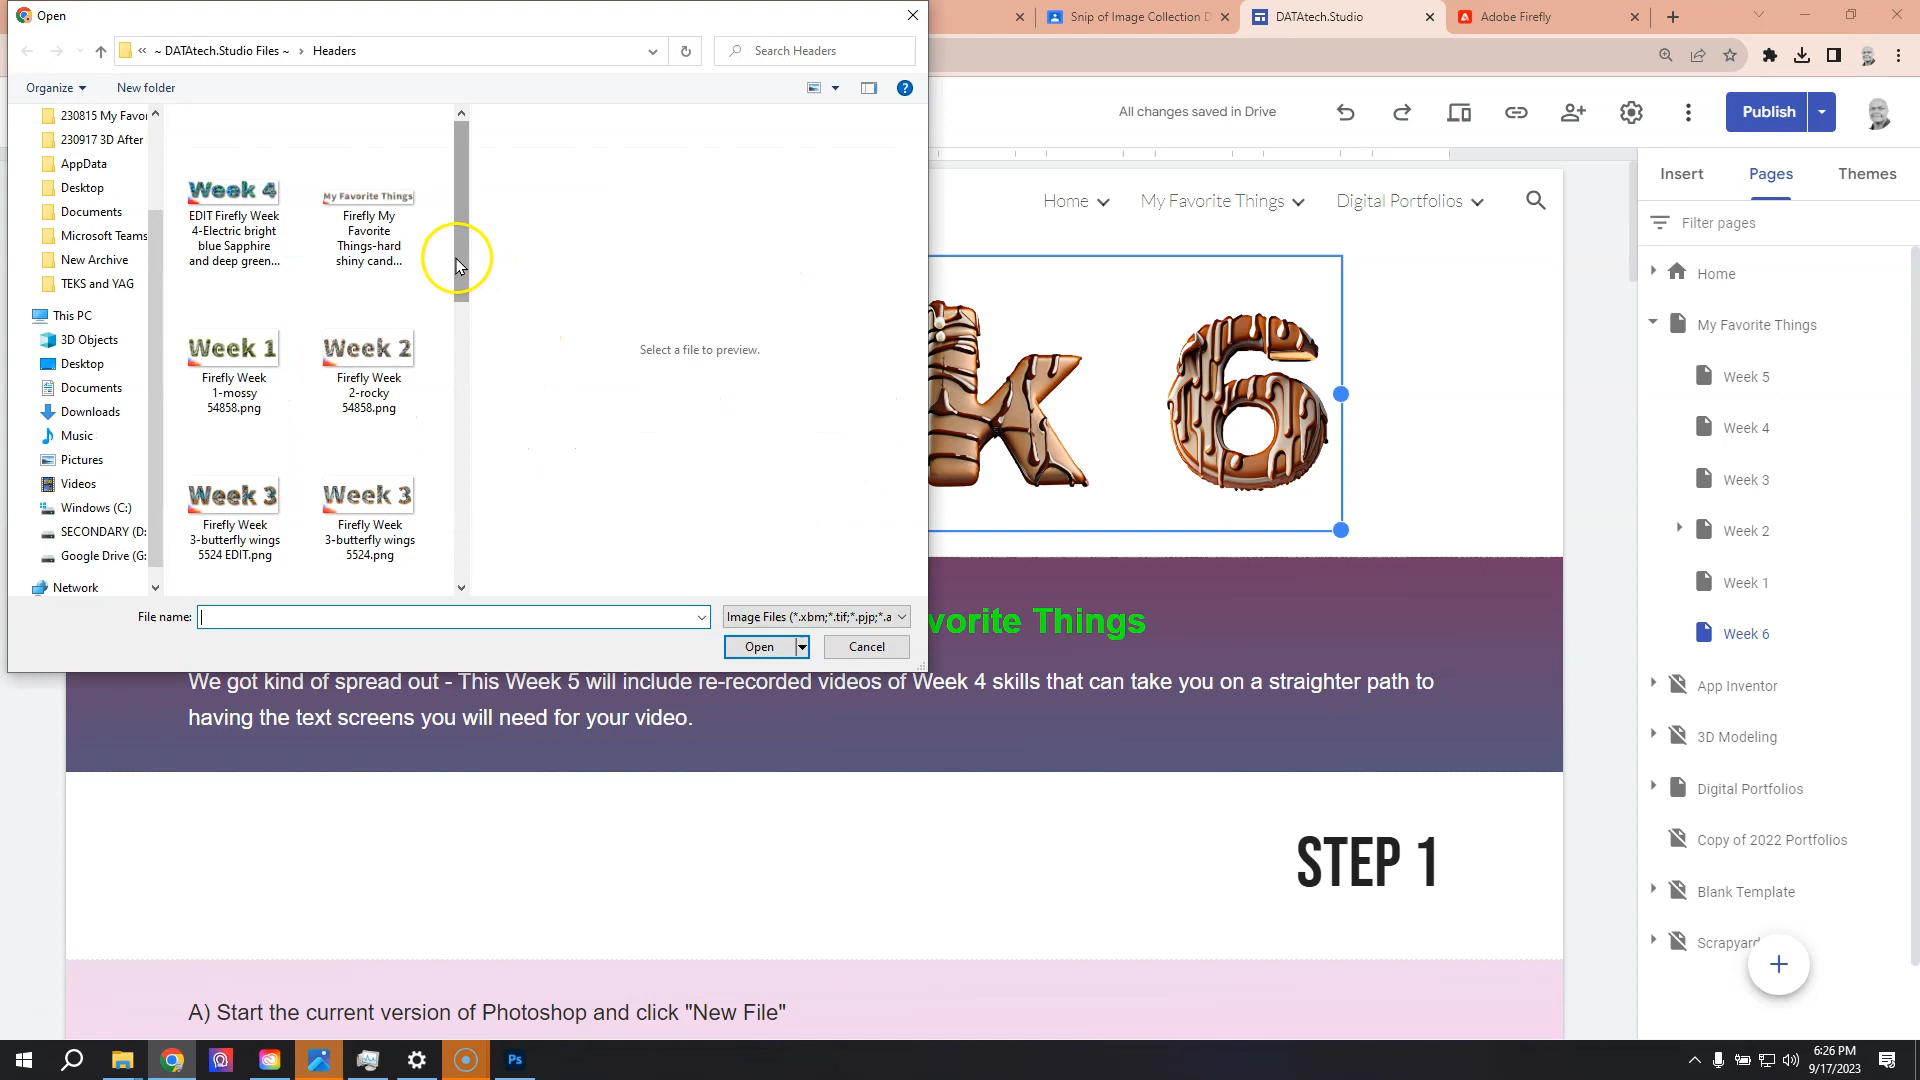 Open
Snip of Image Collection D
DATAtech.Studio
Adobe Firefly
« ~ DATAtech.Studio Files ~ › Headers
Search Headers
Organize
New folder
230815 My Favor
230917 3D After
AppData
Desktop
Documents
Microsoft Teams
New Archive
TEKS and YAG
This PC
3D Objects
Desktop
Documents
Downloads
Music
Pictures
Videos
Windows (C:)
SECONDARY (D:
Google Drive (G:
Network
Week 4
EDIT Firefly Week
4-Electric bright
blue Sapphire
and deep green...
My Favorite Things
Firefly My
Favorite
Things-hard
shiny cand...
Week 1
Firefly Week
1-mossy
54858.png
Week 2
Firefly Week
2-rocky
54858.png
Week 3
Firefly Week
3-butterfly wings
5524 EDIT.png
Week 3
Firefly Week
3-butterfly wings
5524.png
Select a file to preview.
File name:
Image Files (*.xbm;*.tif;*.pjp;*.a
Open
Cancel
All changes saved in Drive
Publish
Home
My Favorite Things
Digital Portfolios
k 6
vorite Things
We got kind of spread out - This Week 5 will include re-recorded videos of Week 4 skills that can take you on a straighter path to
having the text screens you will need for your video.
STEP 1
A) Start the current version of Photoshop and click "New File"
Insert
Pages
Themes
Filter pages
Home
My Favorite Things
Week 5
Week 4
Week 3
Week 2
Week 1
Week 6
App Inventor
3D Modeling
Digital Portfolios
Copy of 2022 Portfolios
Blank Template
Scrapyard
Ps
6:26 PM
9/17/2023